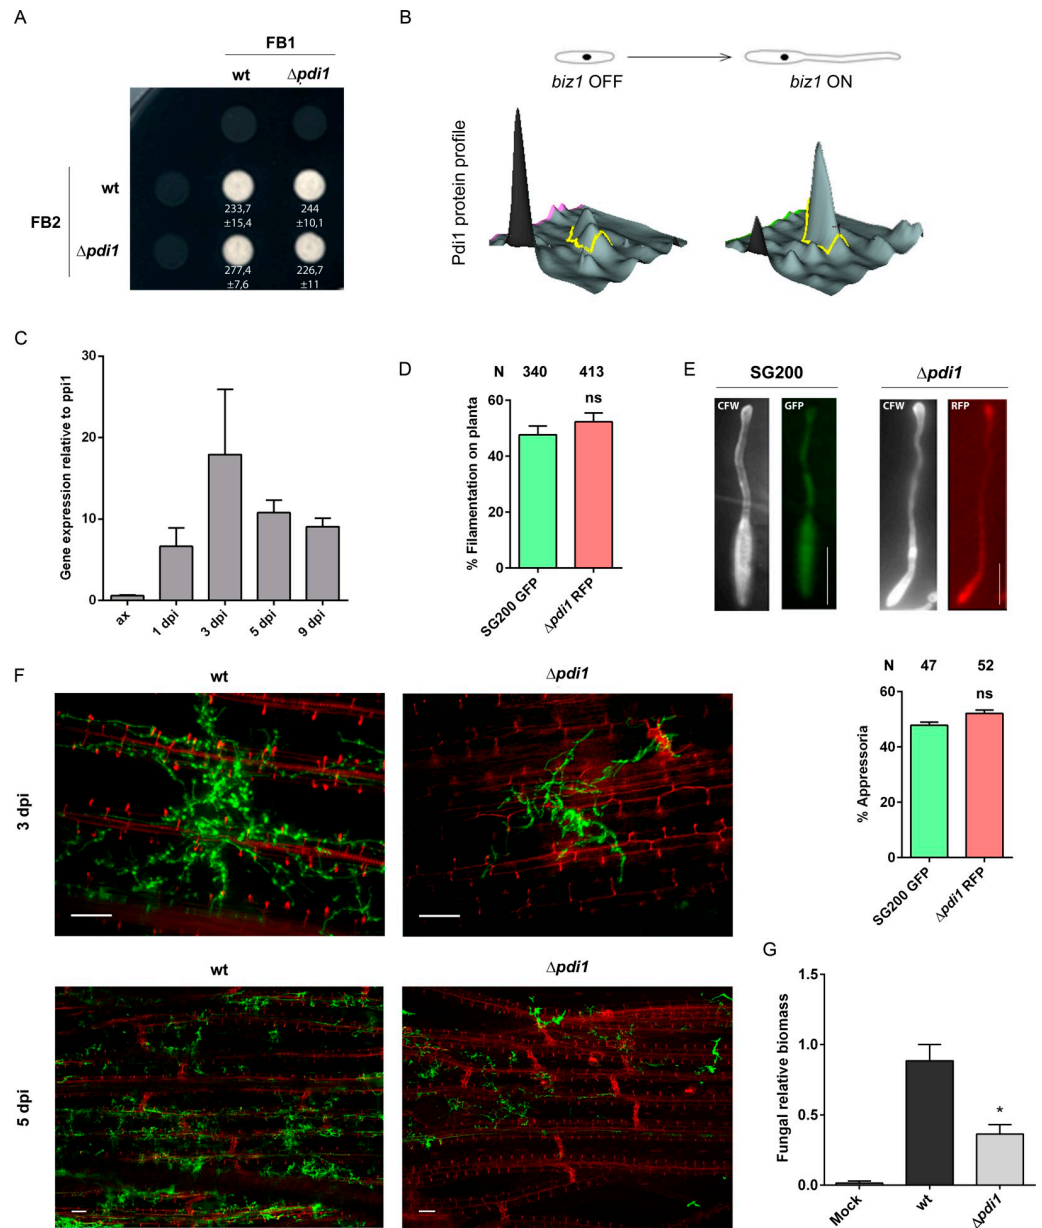 A
FB1
wt
Δpdi1
FB2
wt
Δpdi1
233,7
±15,4
244
±10,1
277,4
±7,6
226,7
±11
B
biz1 OFF
biz1 ON
Pdi1 protein profile
C
Gene expression relative to ppi1
30
20
10
0
ax
1 dpi
3 dpi
5 dpi
9 dpi
D
N 340 413
ns
% Filamentation on planta
60
40
20
0
SG200 GFP
Δpdi1 RFP
E
SG200
Δpdi1
CFW
GFP
CFW
RFP
N 47 52
ns
% Appressoria
60
40
20
0
SG200 GFP
Δpdi1 RFP
F
wt
Δpdi1
3 dpi
wt
Δpdi1
5 dpi
G
Fungal relative biomass
1.5
1.0
0.5
0.0
*
Mock
wt
Δpdi1